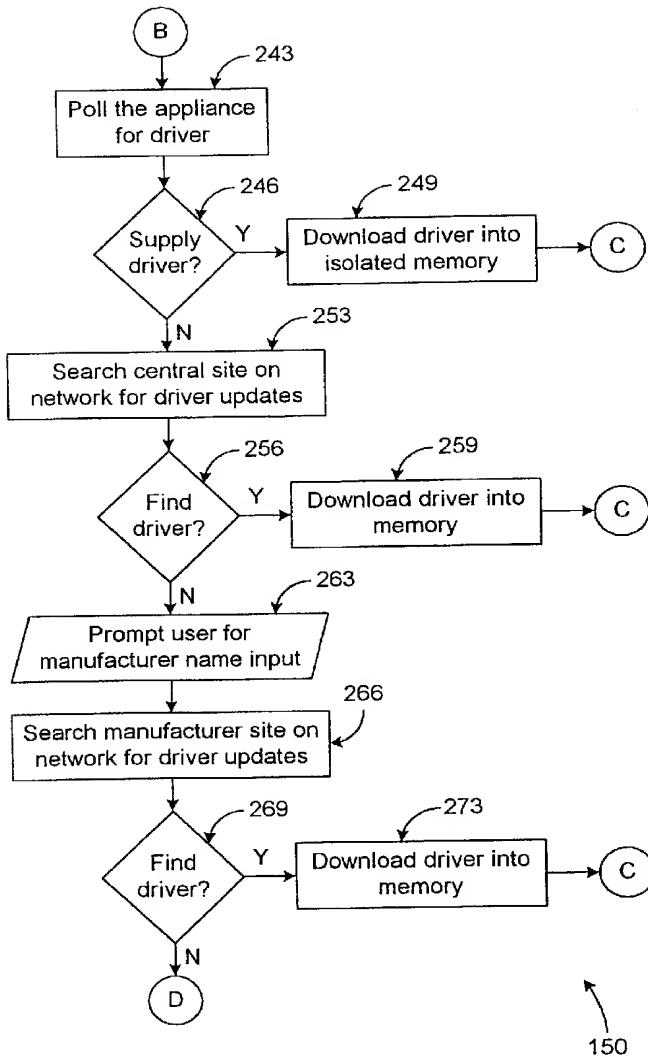 B
243
Poll the appliance
for driver
246
249
Supply
driver?
Y
Download driver into
isolated memory
C
N
253
Search central site on
network for driver updates
256
259
Find
driver?
Y
Download driver into
memory
C
N
263
Prompt user for
manufacturer name input
Search manufacturer site on
network for driver updates
266
269
273
Find
driver?
Y
Download driver into
memory
C
N
D
150